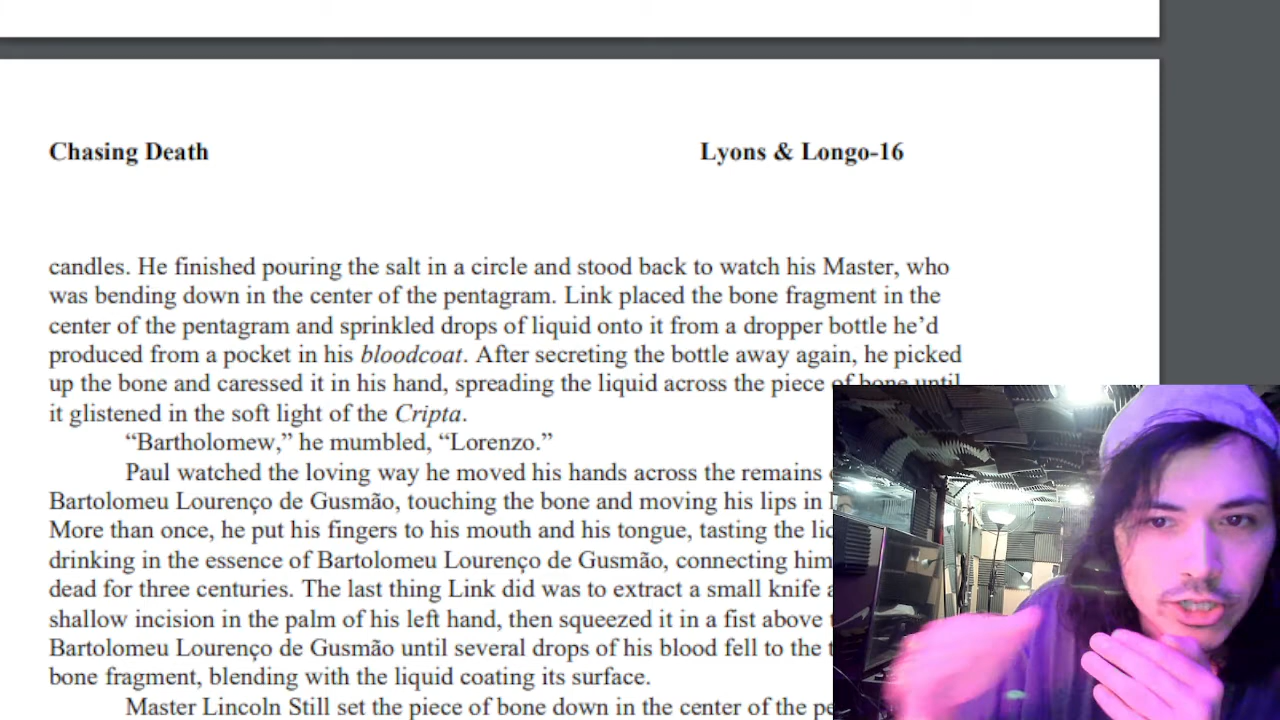 Chasing Death Lyons & Longo-16
candles. He finished pouring the salt in a circle and stood back to watch his Master, who
was bending down in the center of the pentagram. Link placed the bone fragment in the
center of the pentagram and sprinkled drops of liquid onto it from a dropper bottle he’d
produced from a pocket in his bloodcoat. After secreting the bottle away again, he picked
up the bone and caressed it in his hand, spreading the liquid across the piece of bone until
it glistened in the soft light of the Cripta.
“Bartholomew,” he mumbled, “Lorenzo.”
Paul watched the loving way he moved his hands across the remains
Bartolomeu Lourenço de Gusmão, touching the bone and moving his lips in
More than once, he put his fingers to his mouth and his tongue, tasting the
drinking in the essence of Bartolomeu Lourenço de Gusmão, connecting
dead for three centuries. The last thing Link did was to extract a small knife
shallow incision in the palm of his left hand, then squeezed it in a fist above
Bartolomeu Lourenço de Gusmão until several drops of his blood fell to the
bone fragment, blending with the liquid coating its surface.
Master Lincoln Still set the piece of bone down in the center of the